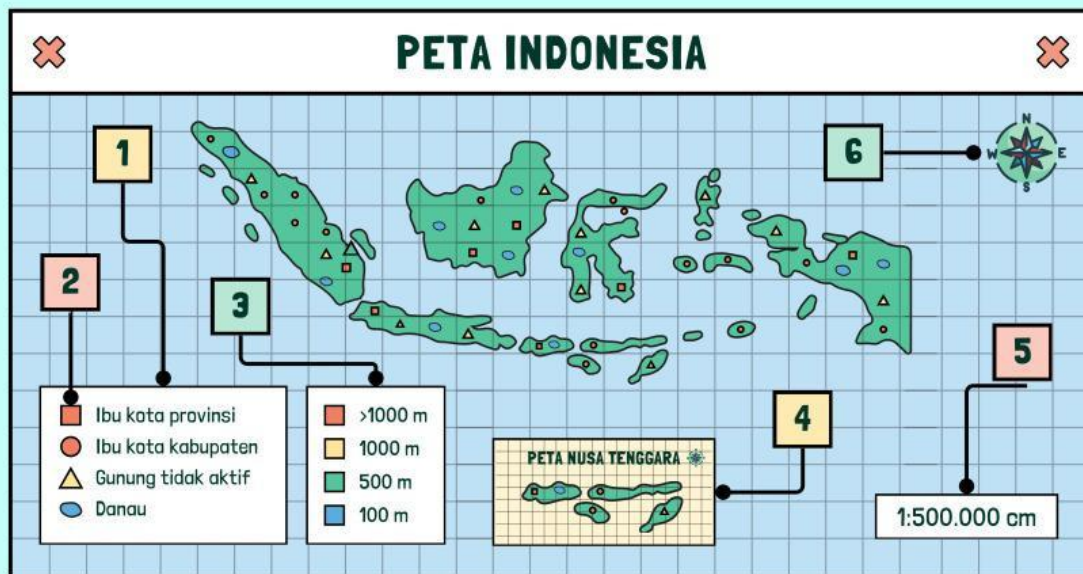 PETA INDONESIA
1
6
N
W
E
S
2
3
5
4
Ibu kota provinsi
Ibu kota kabupaten
Gunung tidak aktif
Danau
>1000 m
1000 m
500 m
100 m
PETA NUSA TENGGARA
1:500.000 cm